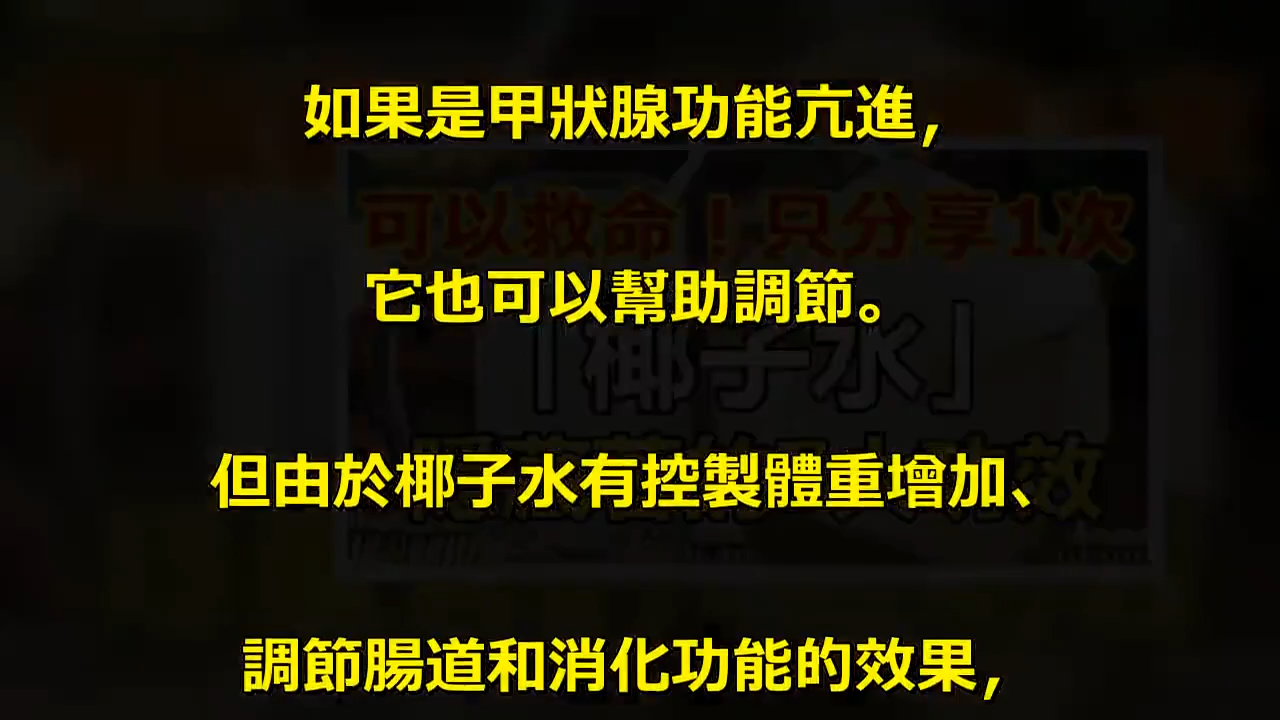 如果是甲狀腺功能亢進，
可以救命！只分享1次
它也可以幫助調節。
「椰子水」
但由於椰子水有控製體重增加、
效
調節腸道和消化功能的效果，